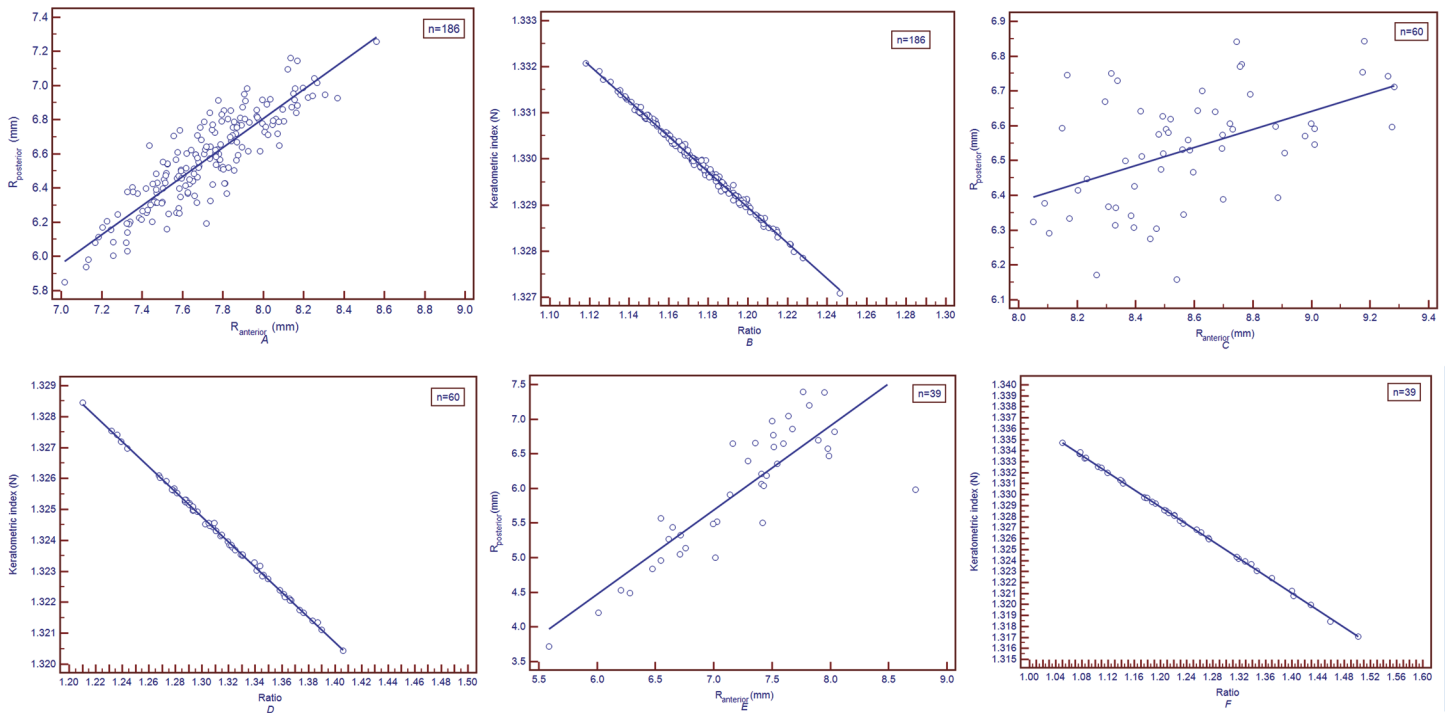 7.4
7.2
7.0
6.8
6.6
6.4
6.2
6.0
5.8
R posterior (mm)
n=186
7.0 7.2 7.4 7.6 7.8 8.0 8.2 8.4 8.6 8.8 9.0
R anterior (mm)
A
1.333
1.332
1.331
1.330
1.329
1.328
1.327
Keratometric index (N)
n=186
1.10 1.12 1.14 1.16 1.18 1.20 1.22 1.24 1.26 1.28 1.30
Ratio
B
6.9
6.8
6.7
6.6
6.5
6.4
6.3
6.2
6.1
R posterior (mm)
n=60
8.0 8.2 8.4 8.6 8.8 9.0 9.2 9.4
R anterior (mm)
C
1.329
1.328
1.327
1.326
1.325
1.324
1.323
1.322
1.321
1.320
Keratometric index (N)
n=60
1.20 1.22 1.24 1.26 1.28 1.30 1.32 1.34 1.36 1.38 1.40 1.42 1.44 1.46 1.48 1.50
Ratio
D
7.5
7.0
6.5
6.0
5.5
5.0
4.5
4.0
3.5
R posterior (mm)
n=39
5.5 6.0 6.5 7.0 7.5 8.0 8.5 9.0
R anterior (mm)
E
1.340
1.339
1.338
1.337
1.336
1.335
1.334
1.333
1.332
1.331
1.330
1.329
1.328
1.327
1.326
1.325
1.324
1.323
1.322
1.321
1.320
1.319
1.318
1.317
1.316
1.315
Keratometric index (N)
n=39
1.00 1.04 1.08 1.12 1.16 1.20 1.24 1.28 1.32 1.36 1.40 1.44 1.48 1.52 1.56 1.60
Ratio
F